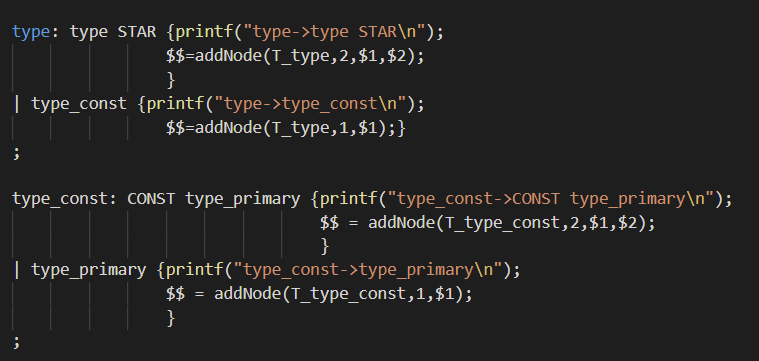 type: type STAR {printf("type->type STAR\n");
$$=addNode(T_type,2,$1,$2);
}
| type_const {printf("type->type_const\n");
$$=addNode(T_type,1,$1);}
;
type_const: CONST type_primary {printf("type_const->CONST type_primary\n");
$$ = addNode(T_type_const,2,$1,$2);
}
| type_primary {printf("type_const->type_primary\n");
$$ = addNode(T_type_const,1,$1);
}
;